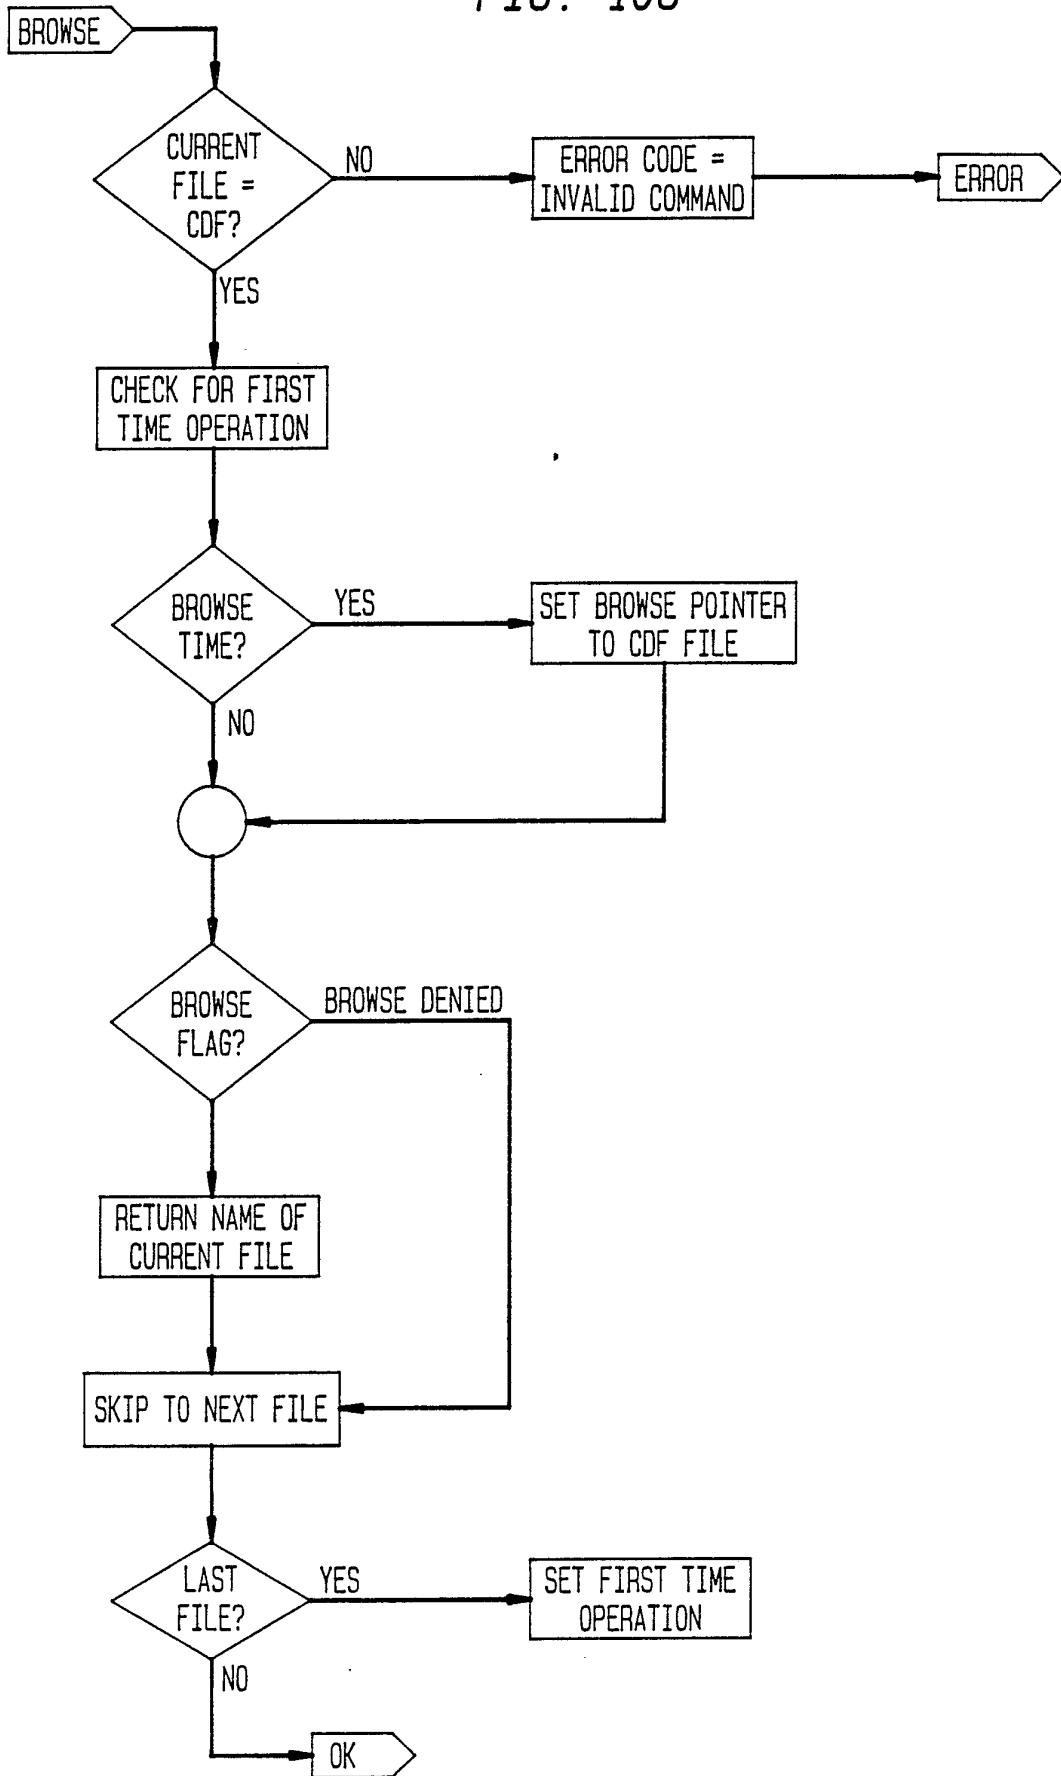 BROWSE
CURRENT
FILE =
CDF?
NO
ERROR CODE =
INVALID COMMAND
ERROR
YES
CHECK FOR FIRST
TIME OPERATION
BROWSE
TIME?
YES
SET BROWSE POINTER
TO CDF FILE
NO
BROWSE
FLAG?
BROWSE DENIED
RETURN NAME OF
CURRENT FILE
SKIP TO NEXT FILE
LAST
FILE?
YES
SET FIRST TIME
OPERATION
NO
OK